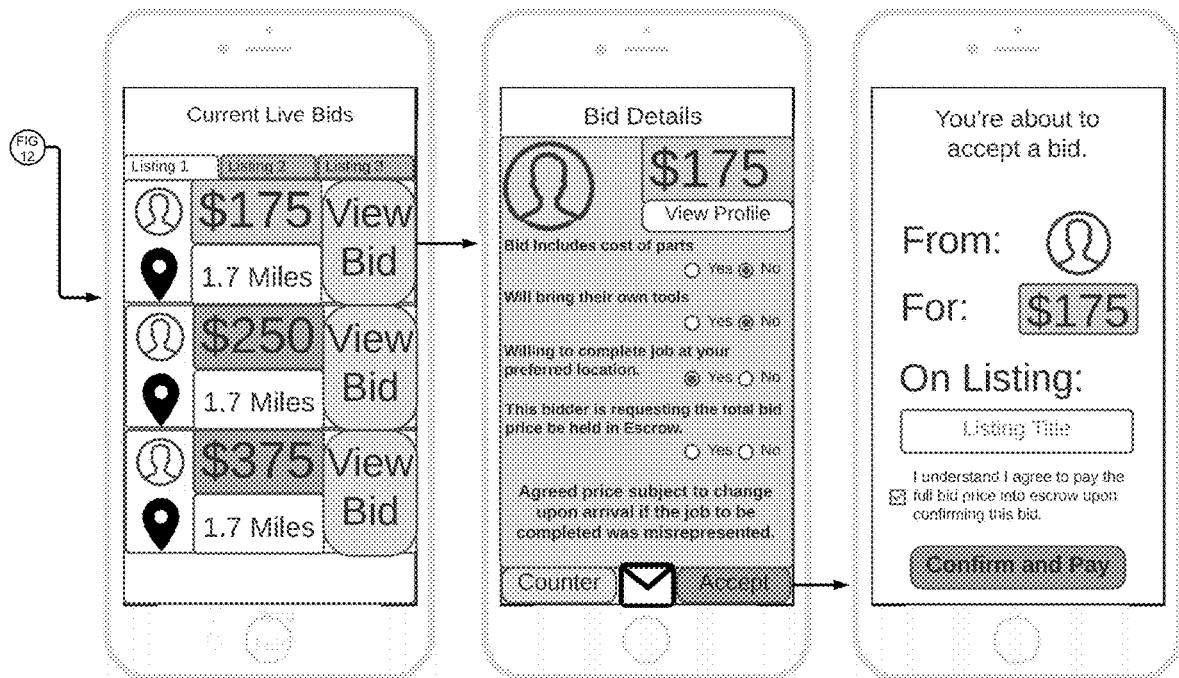 FIG
12
Current Live Bids
Listing 1
Listing 2
Listing 3
$175
View
Bid
1.7 Miles
$250
View
Bid
1.7 Miles
$375
View
Bid
1.7 Miles
Bid Details
$175
View Profile
Bid Includes cost of parts
Yes No
Will bring their own tools
Yes No
Willing to complete job at your
preferred location.
Yes No
This bidder is requesting the total bid
price be held in Escrow.
Yes No
Agreed price subject to change
upon arrival if the job to be
completed was misrepresented.
Counter
Accept
You're about to
accept a bid.
From:
For:
$175
On Listing:
Listing Title
I understand I agree to pay the
full bid price into escrow upon
confirming this bid.
Confirm and Pay